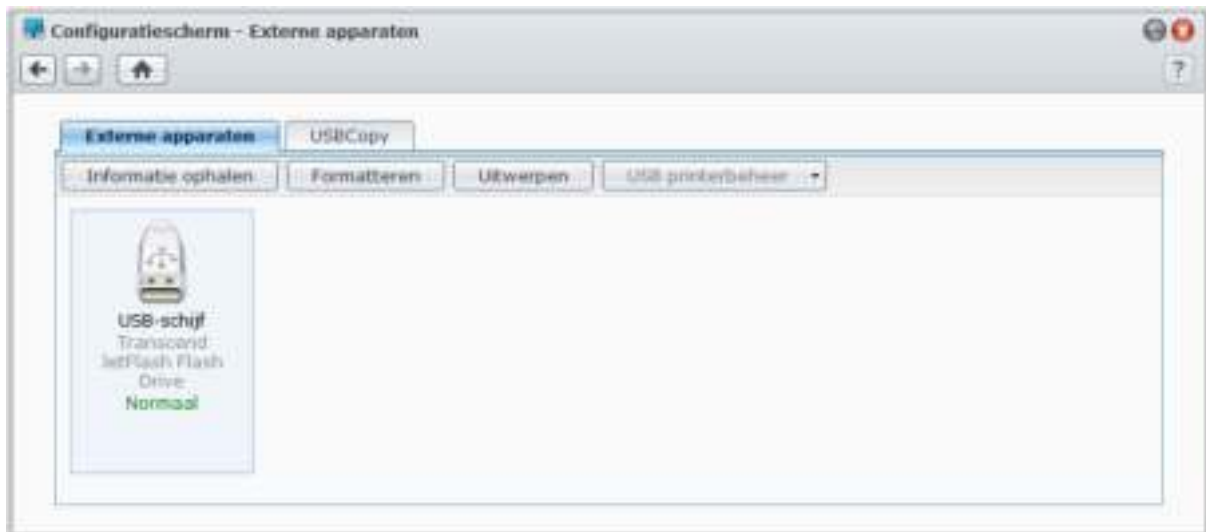 Configuratiescherm - Externe apparaten
?
Externe apparaten USBCopy
Informatie ophalen Formatteren Uitwerpen USB printerbeheer
USB-schijf
Transcend
JetFlash Flash
Drive
Normaal